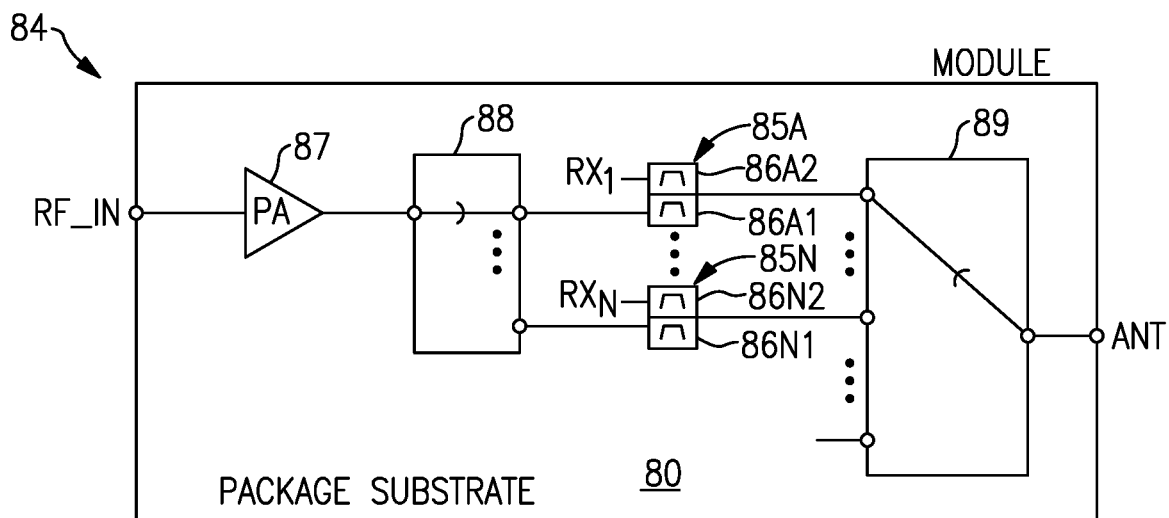 84
MODULE
87
88
85A
89
PA
RX1
86A2
RF_IN
86A1
85N
RXN
86N2
86N1
ANT
PACKAGE SUBSTRATE
80